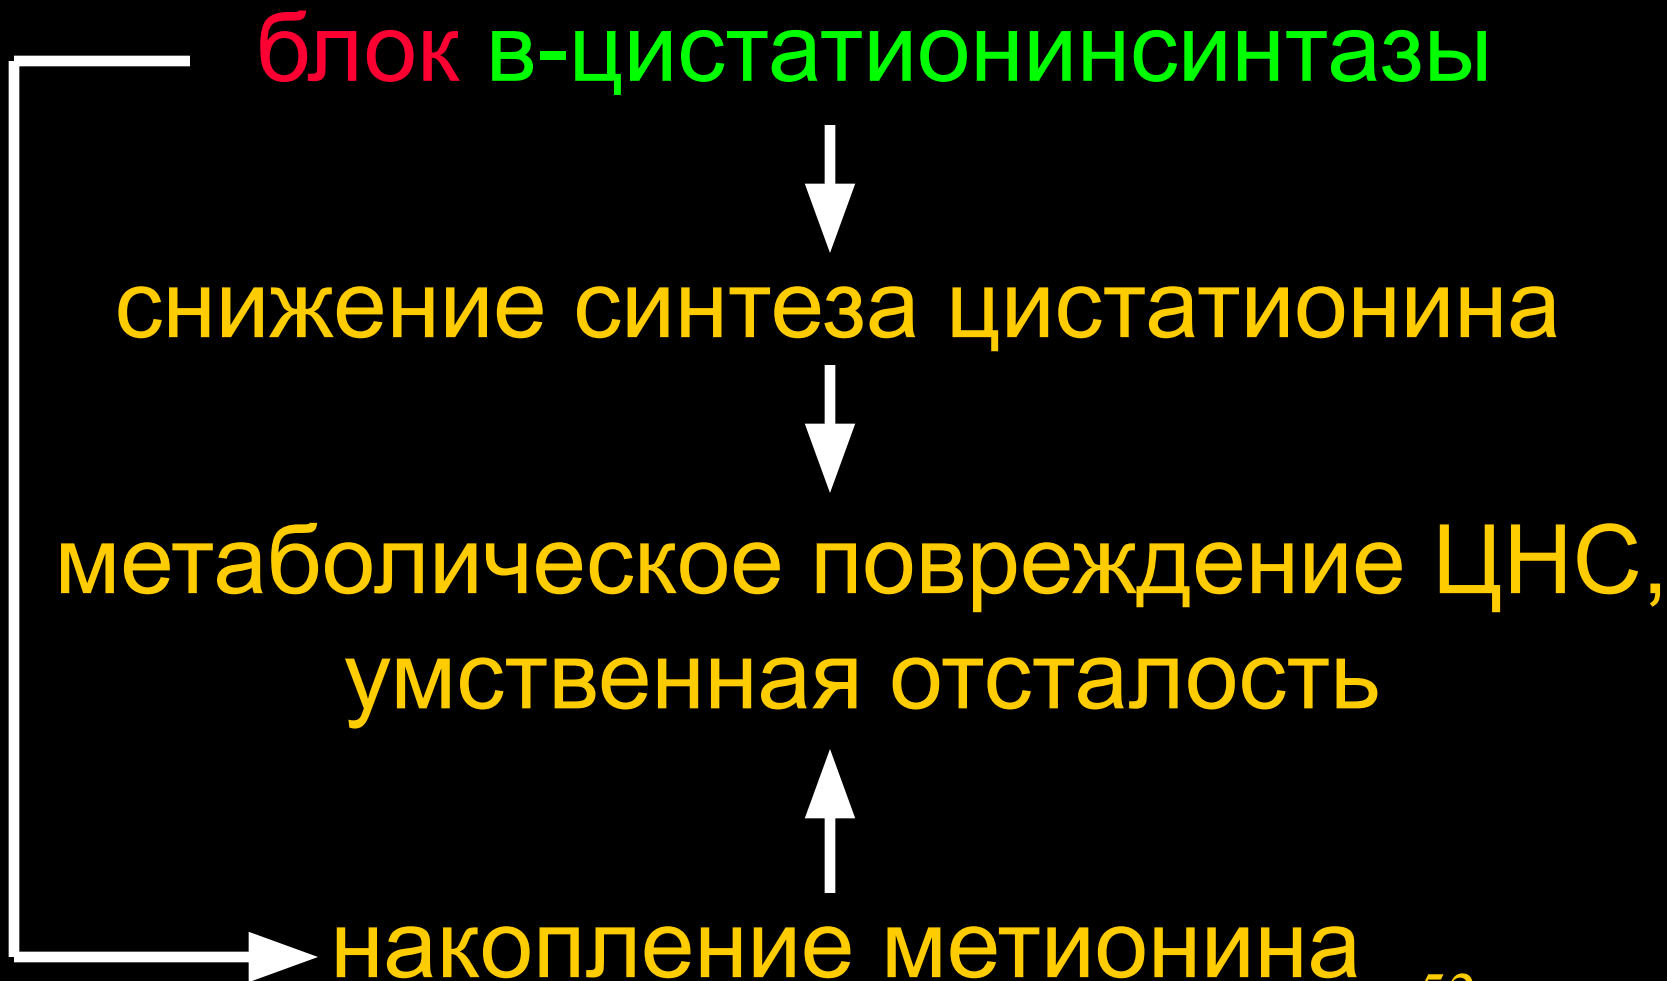 блок в-цистатионинсинтазы
снижение синтеза цистатионина
метаболическое повреждение ЦНС,
умственная отсталость
накопление метионина